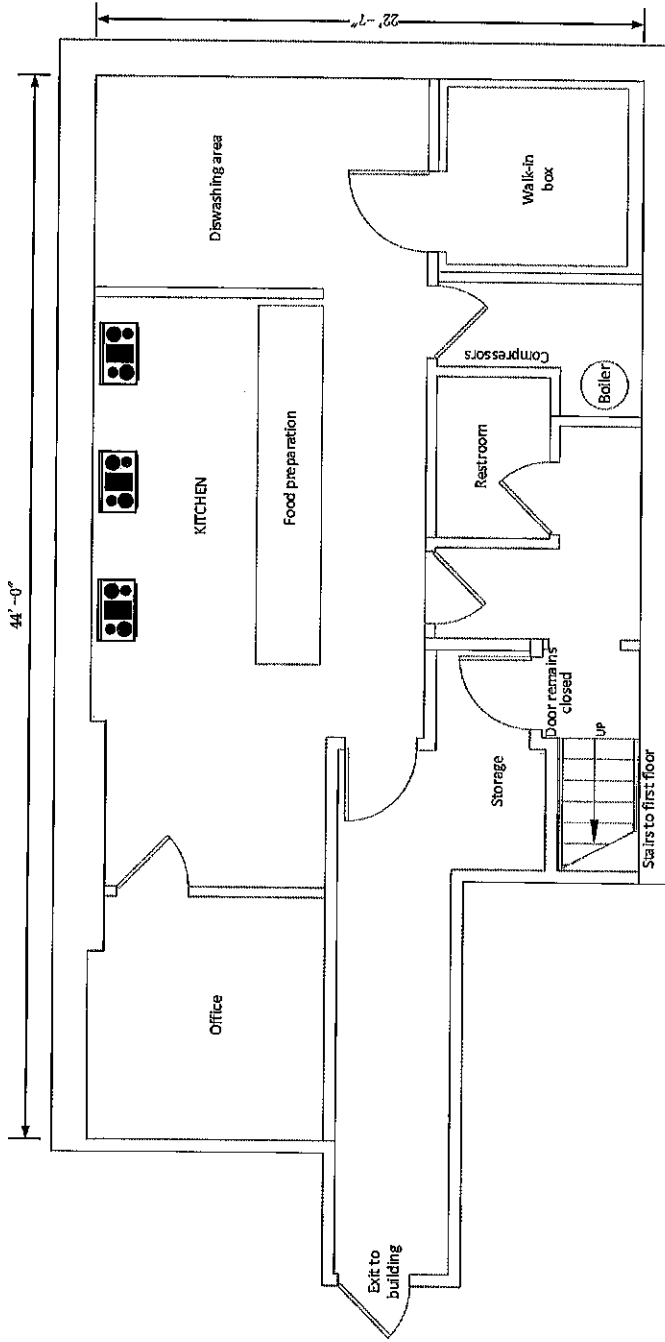 44'-0"
22'-7"
Diswashing area
KITCHEN
Food preparation
Walk-in
box
Compressors
Boiler
Restroom
Office
Storage
Door remains
closed
UP
Stairs to first floor
Exit to
building